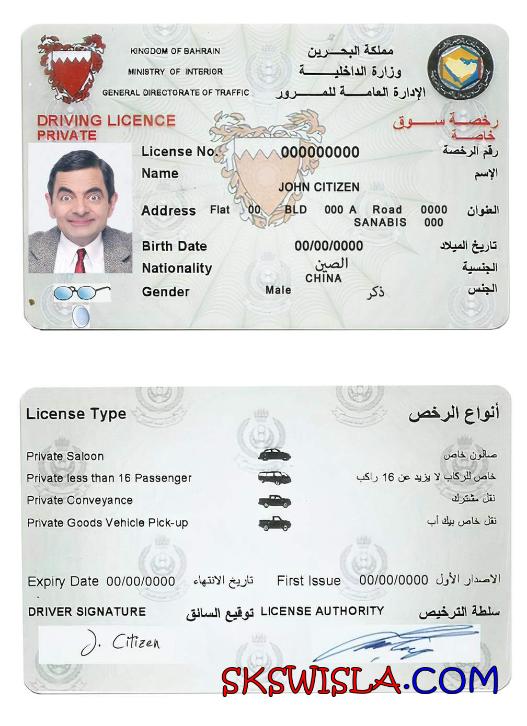 KINGDOM OF BAHRAIN مملكة البحرين
MINISTRY OF INTERIOR وزارة الداخلية
GENERAL DIRECTORATE OF TRAFFIC الإدارة العامة للمرور
DRIVING LICENCE رخصة سوق
PRIVATE خاصة
License No. 000000000 رقم الرخصة
Name الإسم
JOHN CITIZEN
Address Flat 00 BLD 000 A Road 0000 العنوان
SANABIS 000
Birth Date 00/00/0000 تاريخ الميلاد
Nationality الصين الجنسية
CHINA
Gender Male ذكر الجنس
License Type أنواع الرخص
Private Saloon صالون خاص
Private less than 16 Passenger خاص للركاب لا يزيد عن 16 راكب
Private Conveyance نقل مشترك
Private Goods Vehicle Pick-up نقل خاص بيك أب
Expiry Date 00/00/0000 تاريخ الانتهاء First Issue 00/00/0000 الاصدار الأول
DRIVER SIGNATURE توقيع السائق LICENSE AUTHORITY سلطة الترخيص
J. Citizen
SKSWISLA.COM